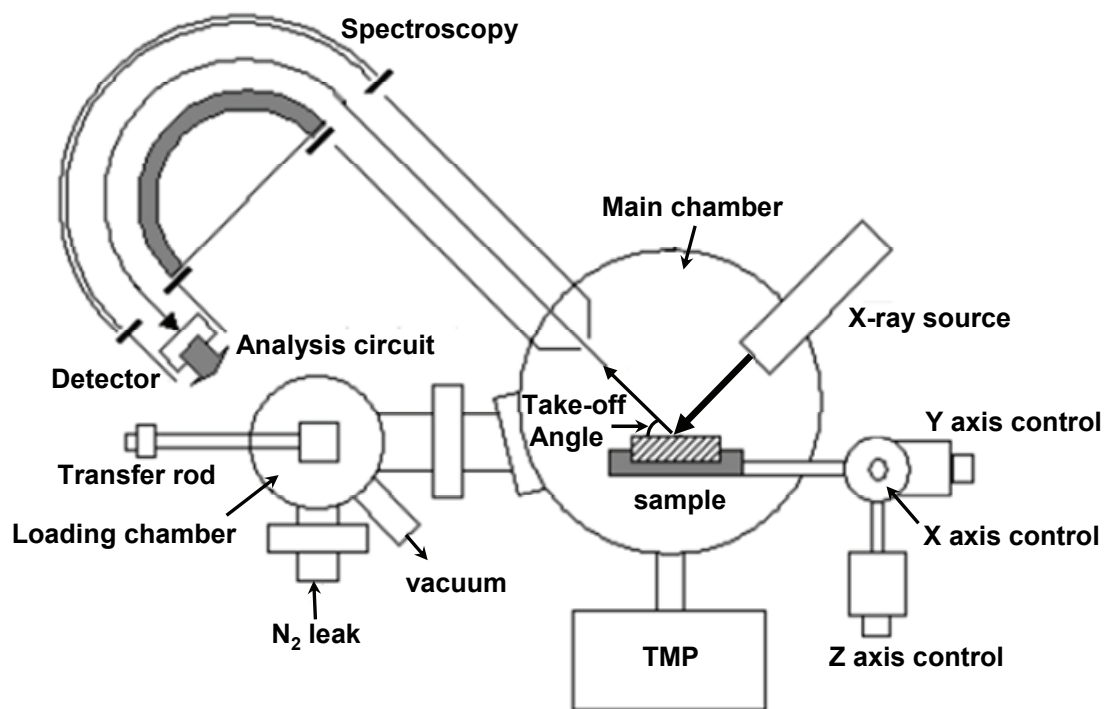 Spectroscopy
Main chamber
X-ray source
Analysis circuit
Detector
Take-off
Angle
Y axis control
Transfer rod
sample
Loading chamber
X axis control
vacuum
N₂ leak
TMP
Z axis control